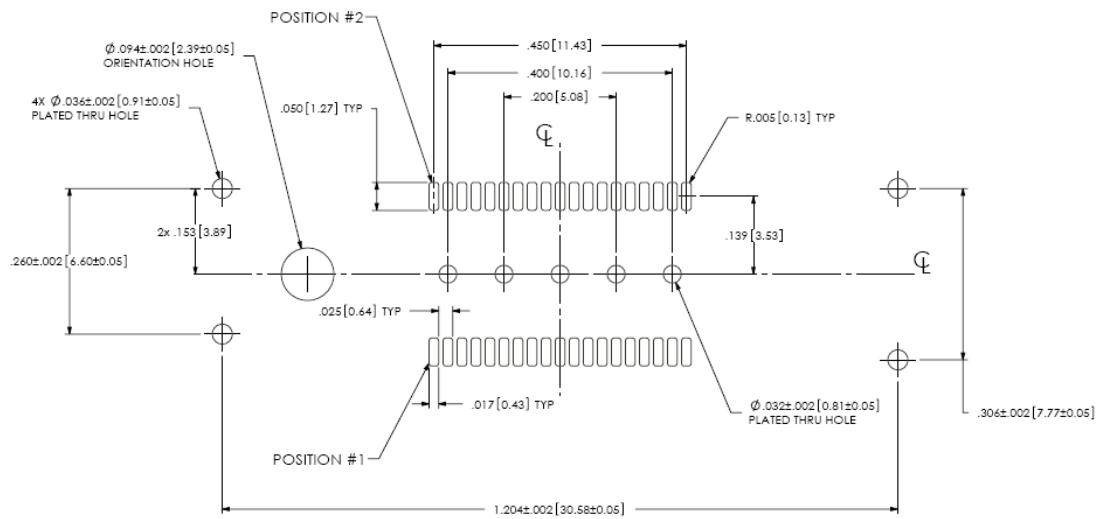 POSITION #2
.450[11.43]
Ø.094±.002[2.39±0.05]
ORIENTATION HOLE
.400[10.16]
4X Ø.036±.002[0.91±0.05]
PLATED THRU HOLE
.050[1.27] TYP
.200[5.08]
R.005[0.13] TYP
℄
2x .153[3.89]
.139[3.53]
.260±.002[6.60±0.05]
℄
.025[0.64] TYP
.017[0.43] TYP
Ø.032±.002[0.81±0.05]
PLATED THRU HOLE
.306±.002[7.77±0.05]
POSITION #1
1.204±.002[30.58±0.05]